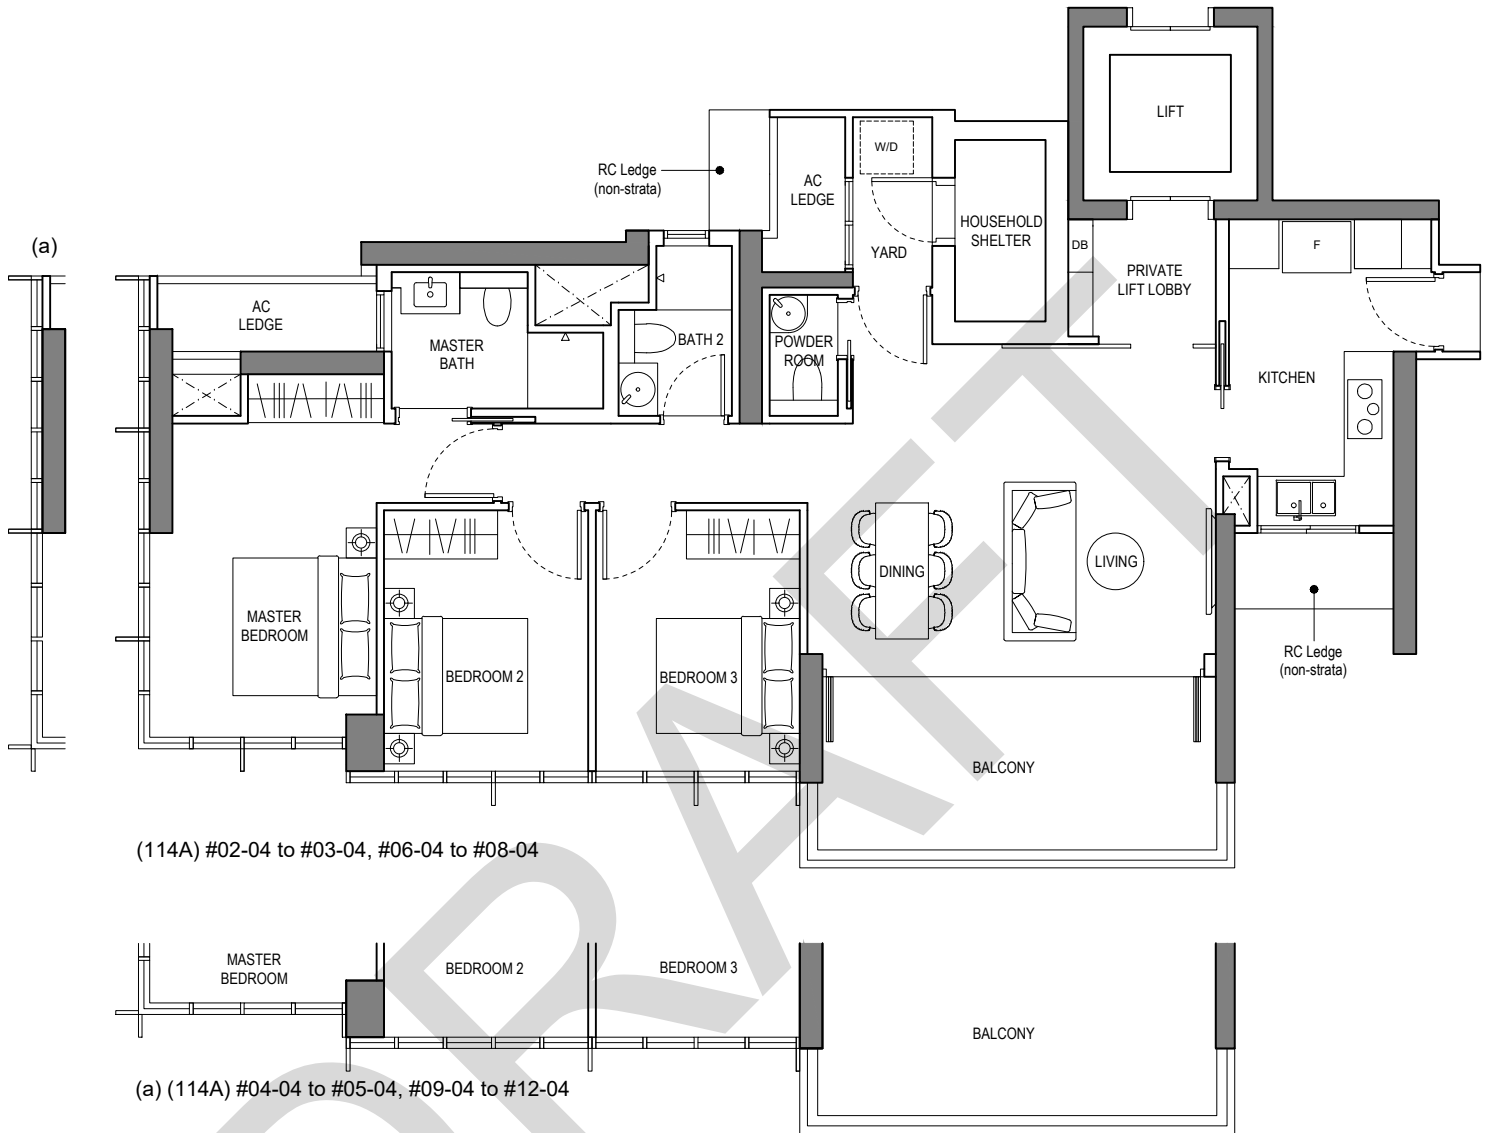 LIFT
W/D
RC Ledge
(non-strata)
AC
LEDGE
HOUSEHOLD
SHELTER
YARD
DB
F
(a)
PRIVATE
LIFT LOBBY
AC
LEDGE
MASTER
BATH
BATH 2
POWDER
ROOM
KITCHEN
DINING
LIVING
MASTER
BEDROOM
BEDROOM 2
BEDROOM 3
RC Ledge
(non-strata)
BALCONY
(114A) #02-04 to #03-04, #06-04 to #08-04
MASTER
BEDROOM
BEDROOM 2
BEDROOM 3
BALCONY
(a) (114A) #04-04 to #05-04, #09-04 to #12-04
DRAFT